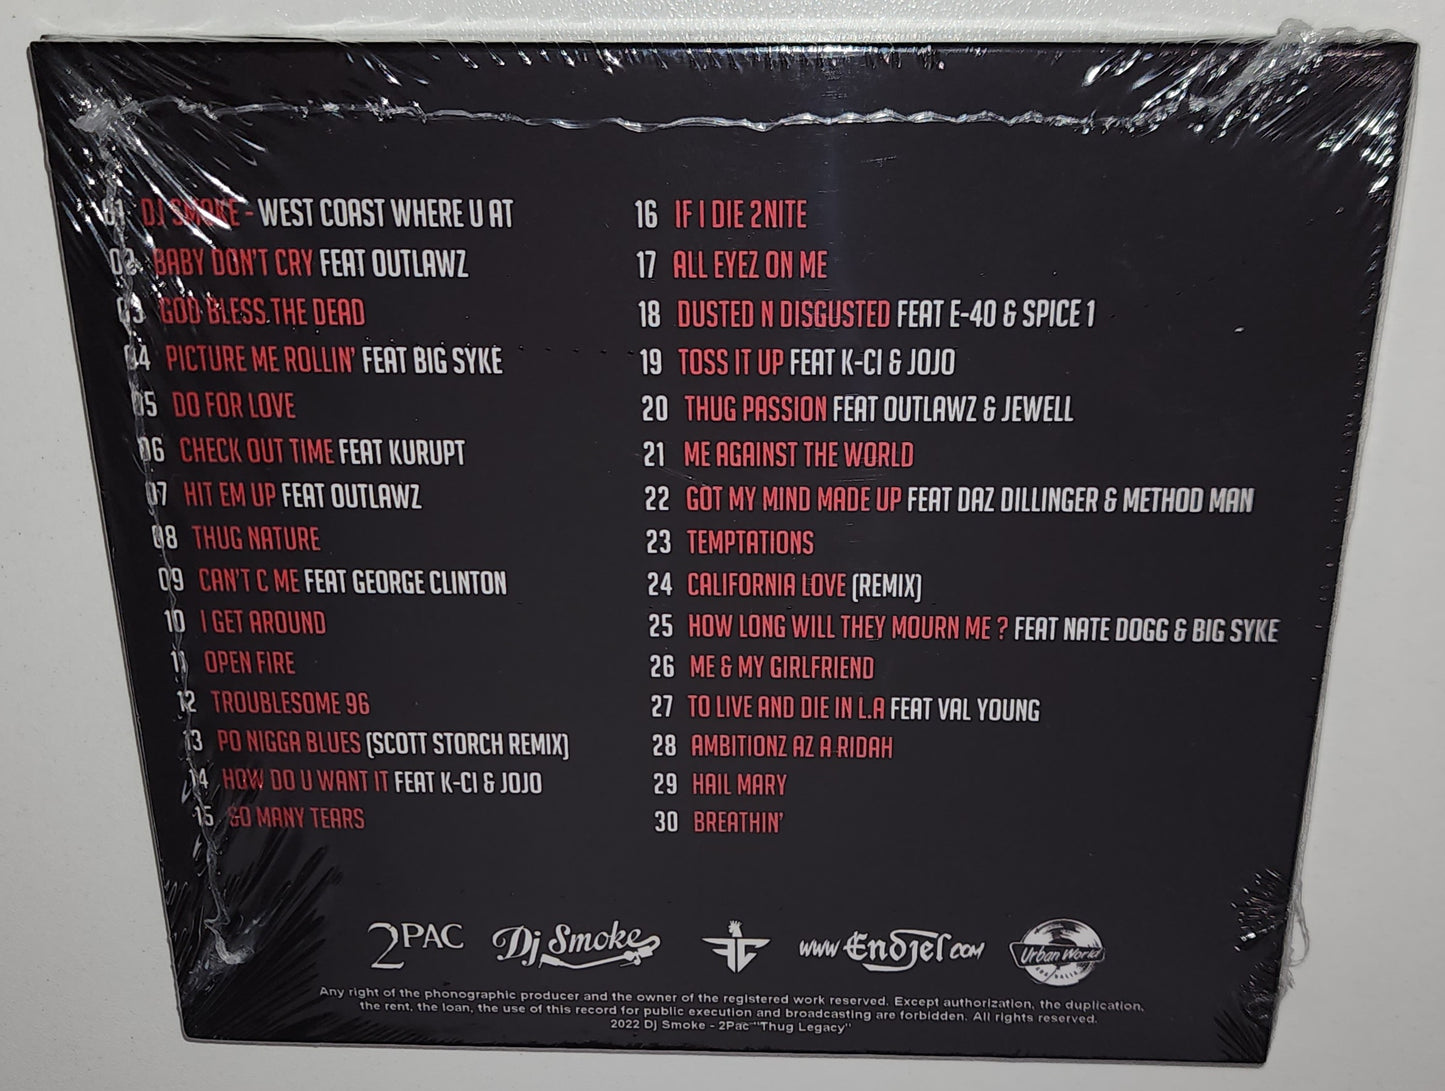 01 DJ SMOKE - WEST COAST WHERE U AT
02 BABY DON'T CRY FEAT OUTLAWZ
03 GOD BLESS THE DEAD
04 PICTURE ME ROLLIN' FEAT BIG SYKE
05 DO FOR LOVE
06 CHECK OUT TIME FEAT KURUPT
07 HIT EM UP FEAT OUTLAWZ
08 THUG NATURE
09 CAN'T C ME FEAT GEORGE CLINTON
10 I GET AROUND
11 OPEN FIRE
12 TROUBLESOME 96
13 PO NIGGA BLUES (SCOTT STORCH REMIX)
14 HOW DO U WANT IT FEAT K-CI & JOJO
15 SO MANY TEARS
16 IF I DIE 2NITE
17 ALL EYEZ ON ME
18 DUSTED N DISGUSTED FEAT E-40 & SPICE 1
19 TOSS IT UP FEAT K-CI & JOJO
20 THUG PASSION FEAT OUTLAWZ & JEWELL
21 ME AGAINST THE WORLD
22 GOT MY MIND MADE UP FEAT DAZ DILLINGER & METHOD MAN
23 TEMPTATIONS
24 CALIFORNIA LOVE (REMIX)
25 HOW LONG WILL THEY MOURN ME ? FEAT NATE DOGG & BIG SYKE
26 ME & MY GIRLFRIEND
27 TO LIVE AND DIE IN L.A FEAT VAL YOUNG
28 AMBITIONZ AZ A RIDAH
29 HAIL MARY
30 BREATHIN'
2PAC Dj Smoke FC www Endjel.com Urban World
Any right of the phonographic producer and the owner of the registered work reserved. Except authorization, the duplication,
the rent, the loan, the use of this record for public execution and broadcasting are forbidden. All rights reserved.
2022 Dj Smoke - 2Pac "Thug Legacy"